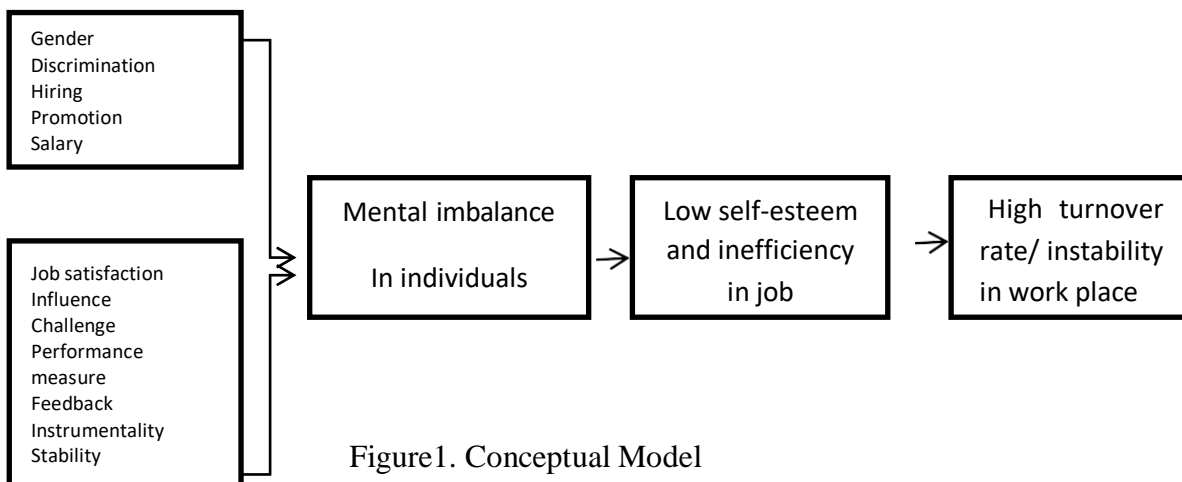 Gender
Discrimination
Hiring
Promotion
Salary
Job satisfaction
Influence
Challenge
Performance
measure
Feedback
Instrumentality
Stability
Mental imbalance
In individuals
Low self-esteem
and inefficiency
in job
High turnover
rate/ instability
in work place
Figure1. Conceptual Model